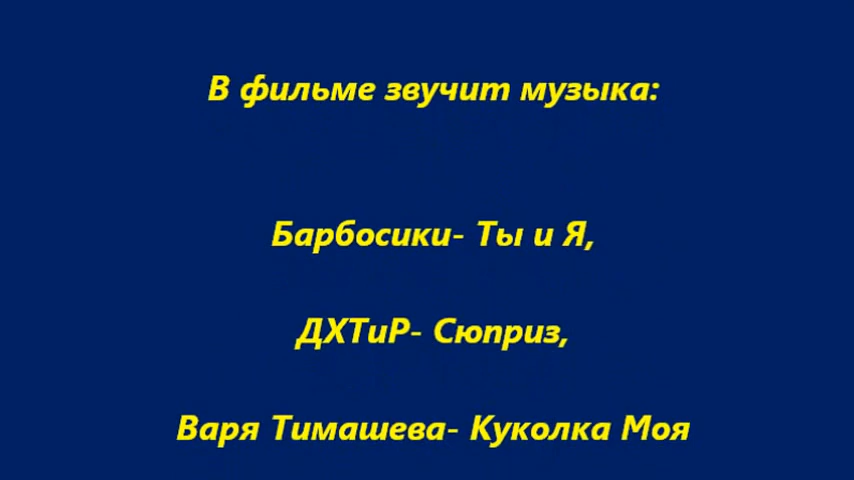 В фильме звучит музыка:
Барбосики- Ты и Я,
ДХТиР- Сюприз,
Варя Тимашева- Куколка Моя